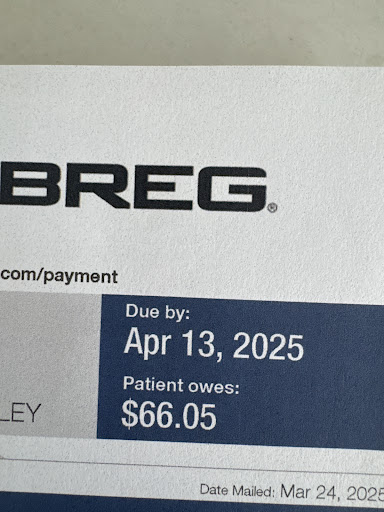 BREG®
.com/payment
Due by:
Apr 13, 2025
Patient owes:
$66.05
LEY
Date Mailed: Mar 24, 2025